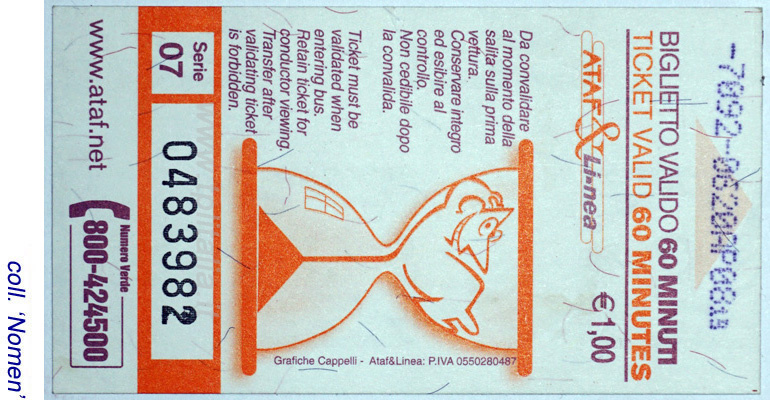 BIGLIETTO VALIDO 60 MINUTI
TICKET VALID 60 MINUTES
ATAF & Li-nea
€ 1,00
Da convalidare
al momento della
salita sulla prima
vettura.
Conservare integro
ed esibire al
controllo.
Non cedibile dopo
la convalida.
Ticket must be
validated when
entering bus.
Retain ticket for
conductor viewing.
Transfer after
validating ticket
is forbidden.
Grafiche Cappelli - Ataf&Linea: P.IVA 0550280487
Serie
07
0483982
www.ataf.net
Numero Verde
800-424500
coll. 'Nomen'